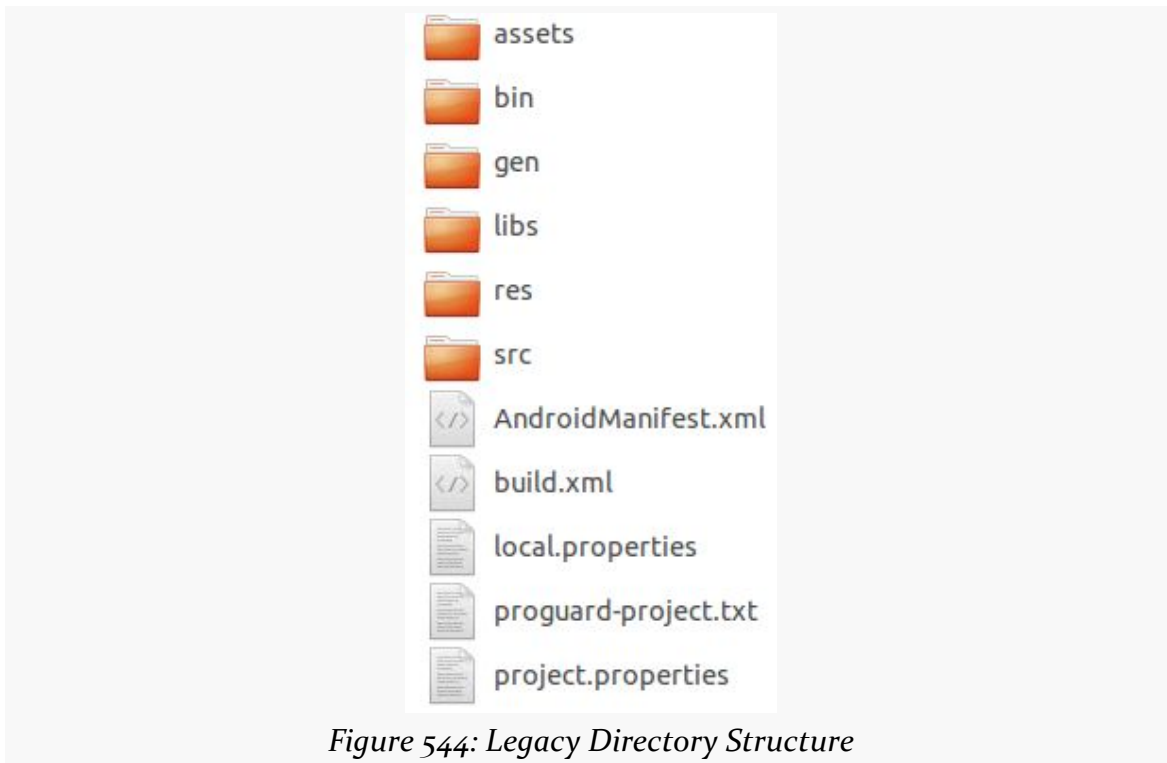 assets
bin
gen
libs
res
src
AndroidManifest.xml
build.xml
local.properties
proguard-project.txt
project.properties
Figure 544: Legacy Directory Structure